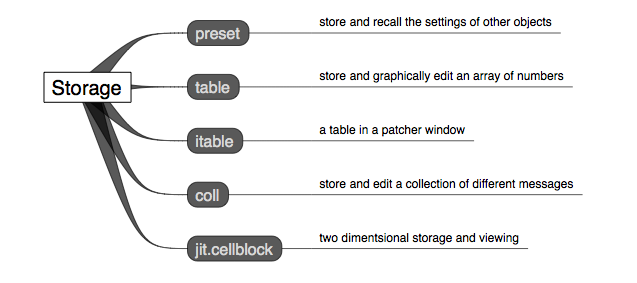 Storage
preset
store and recall the settings of other objects
table
store and graphically edit an array of numbers
itable
a table in a patcher window
coll
store and edit a collection of different messages
jit.cellblock
two dimentsional storage and viewing